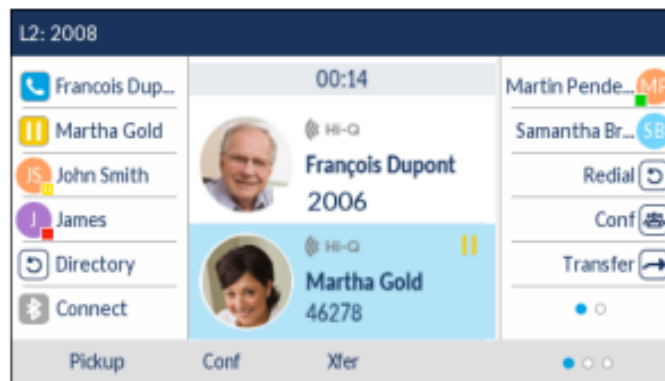 L2: 2008
Francois Dup...
Martha Gold
JS John Smith
J James
Directory
Connect
00:14
Hi-Q
François Dupont
2006
Hi-Q
Martha Gold
46278
Martin Pende... MP
Samantha Br... SB
Redial
Conf
Transfer
Pickup Conf Xfer